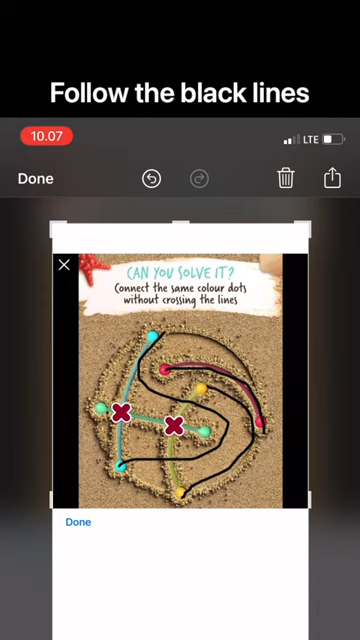 Follow the black lines
10.07
LTE
Done
CAN YOU SOLVE IT?
Connect the same colour dots
without crossing the lines
Done